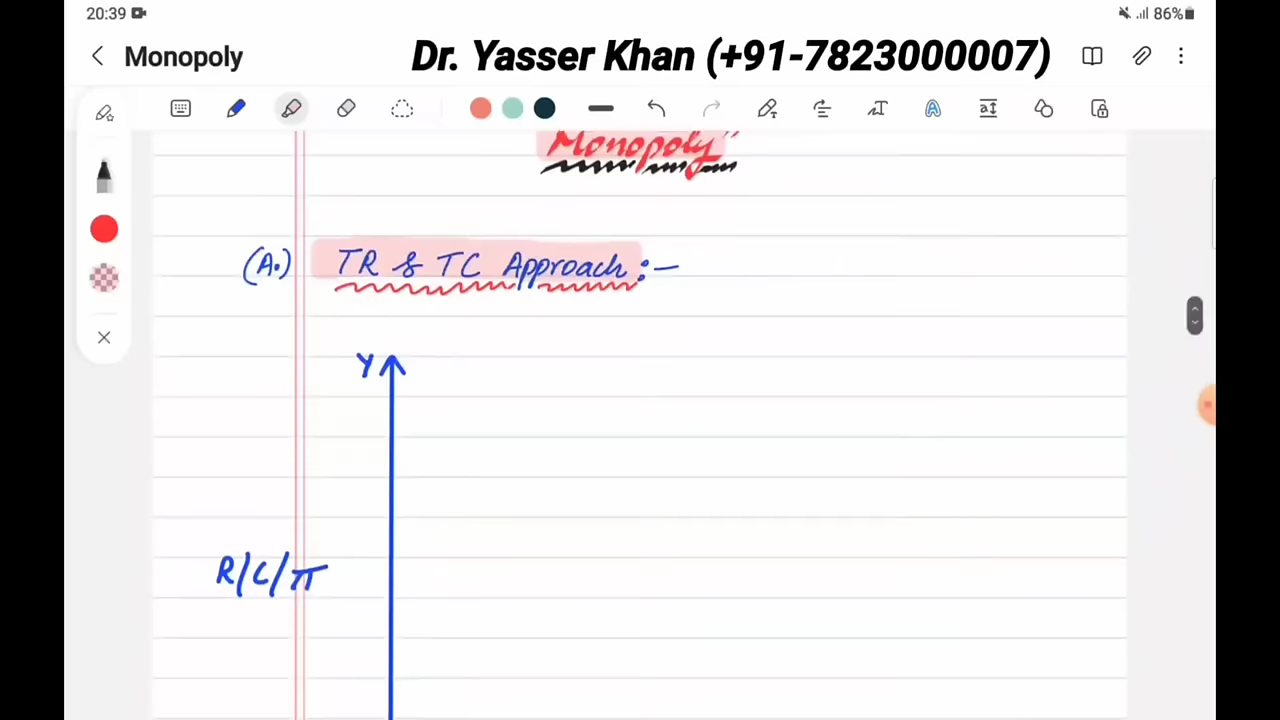 20:39
86%
Monopoly
Dr. Yasser Khan (+91-7823000007)
Monopoly"
(A.) TR & TC Approach :-
Y
R/C/π